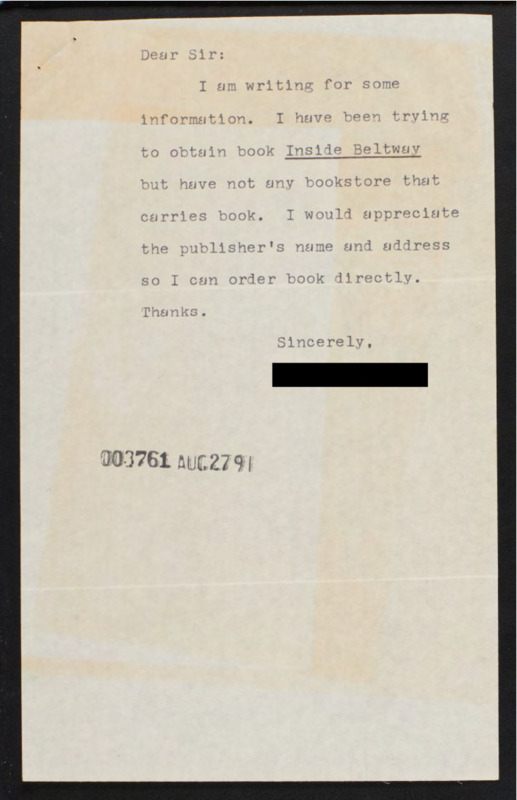 Dear Sir:
I am writing for some
information. I have been trying
to obtain book Inside Beltway
but have not any bookstore that
carries book. I would appreciate
the publisher's name and address
so I can order book directly.
Thanks.
Sincerely,
003761 AUG2791